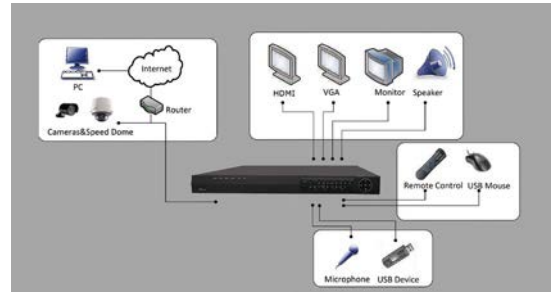 Internet
PC
Router
Cameras&Speed Dome
HDMI
VGA
Monitor
Speaker
Remote Control
USB Mouse
Microphone
USB Device